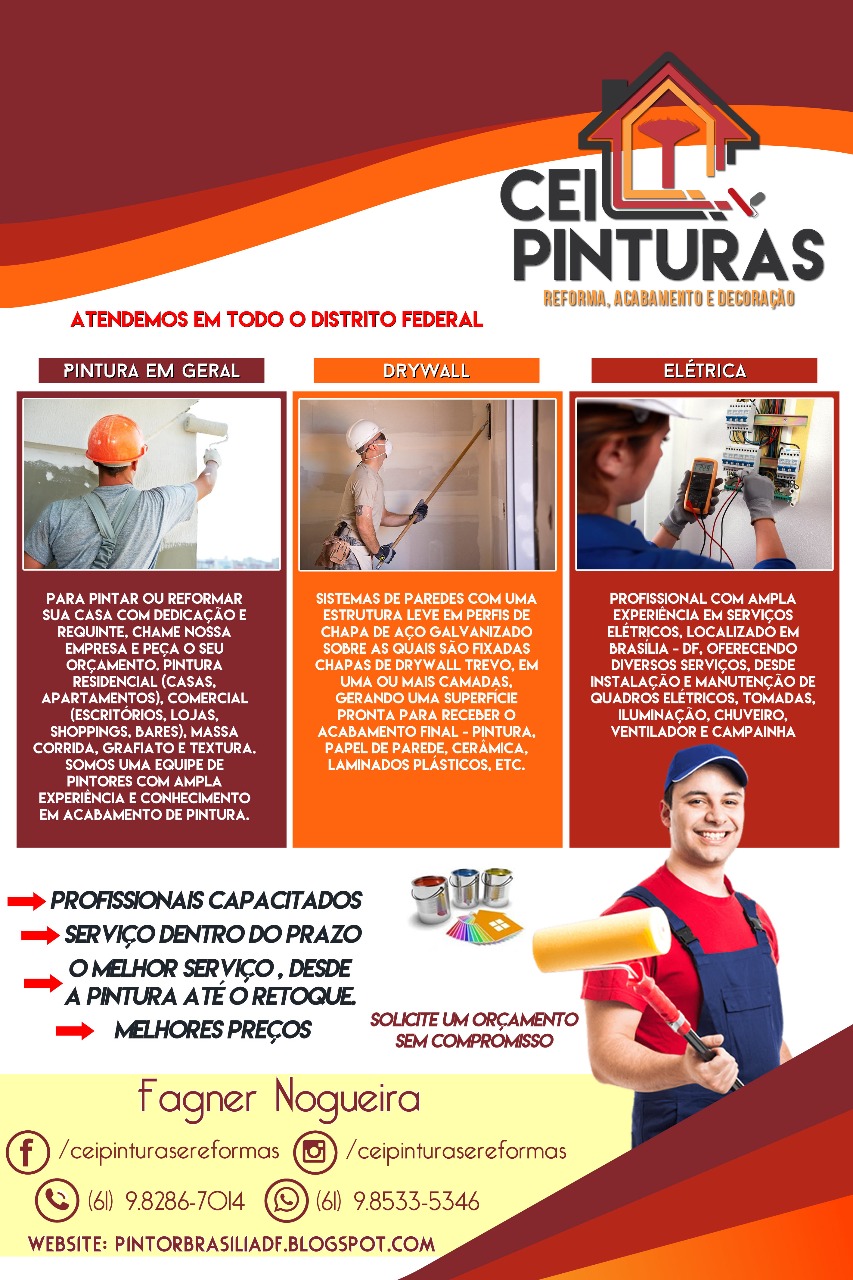 CEI
PINTURAS
REFORMA, ACABAMENTO E DECORAÇÃO
ATENDEMOS EM TODO O DISTRITO FEDERAL
PINTURA EM GERAL
PARA PINTAR OU REFORMAR
SUA CASA COM DEDICAÇÃO E
REQUINTE, CHAME NOSSA
EMPRESA E PEÇA O SEU
ORÇAMENTO. PINTURA
RESIDENCIAL (CASAS,
APARTAMENTOS), COMERCIAL
(ESCRITÓRIOS, LOJAS,
SHOPPINGS, BARES), MASSA
CORRIDA, GRAFIATO E TEXTURA.
SOMOS UMA EQUIPE DE
PINTORES COM AMPLA
EXPERIÊNCIA E CONHECIMENTO
EM ACABAMENTO DE PINTURA.
DRYWALL
SISTEMAS DE PAREDES COM UMA
ESTRUTURA LEVE EM PERFIS DE
CHAPA DE AÇO GALVANIZADO
SOBRE AS QUAIS SÃO FIXADAS
CHAPAS DE DRYWALL TREVO, EM
UMA OU MAIS CAMADAS,
GERANDO UMA SUPERFÍCIE
PRONTA PARA RECEBER O
ACABAMENTO FINAL - PINTURA,
PAPEL DE PAREDE, CERÂMICA,
LAMINADOS PLÁSTICOS, ETC.
ELÉTRICA
PROFISSIONAL COM AMPLA
EXPERIÊNCIA EM SERVIÇOS
ELÉTRICOS, LOCALIZADO EM
BRASÍLIA - DF, OFERECENDO
DIVERSOS SERVIÇOS, DESDE
INSTALAÇÃO E MANUTENÇÃO DE
QUADROS ELÉTRICOS, TOMADAS,
ILUMINAÇÃO, CHUVEIRO,
VENTILADOR E CAMPAINHA
PROFISSIONAIS CAPACITADOS
SERVIÇO DENTRO DO PRAZO
O MELHOR SERVIÇO , DESDE
A PINTURA ATÉ O RETOQUE.
MELHORES PREÇOS
SOLICITE UM ORÇAMENTO
SEM COMPROMISSO
Fagner Nogueira
/ceipinturasereformas /ceipinturasereformas
(61) 9.8286-7014 (61) 9.8533-5346
WEBSITE: PINTORBRASILIADF.BLOGSPOT.COM